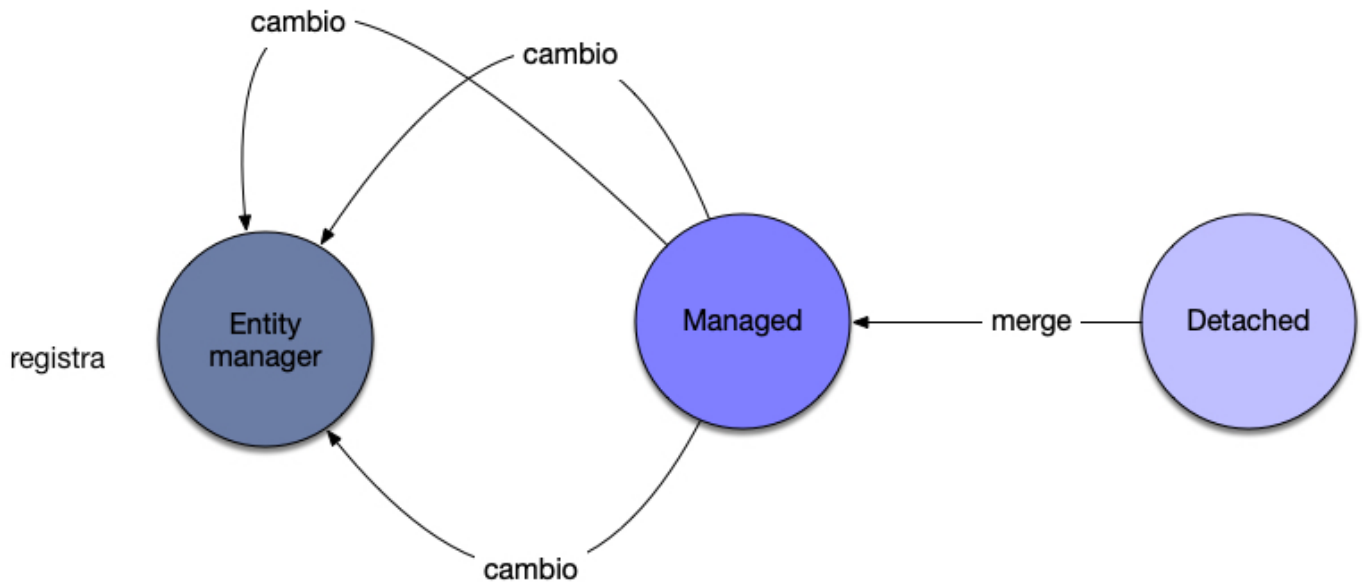 cambio
cambio
Entity
manager
Managed
merge
Detached
registra
cambio